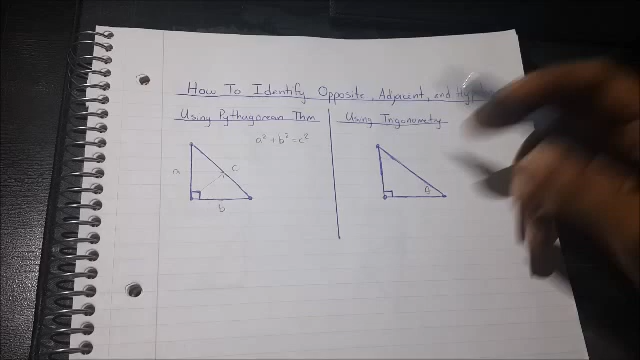 How To Identify Opposite, Adjacent, and
Using Pythagorean Thm
Using Trigonometry
a² + b² = c²
a
c
b
θ